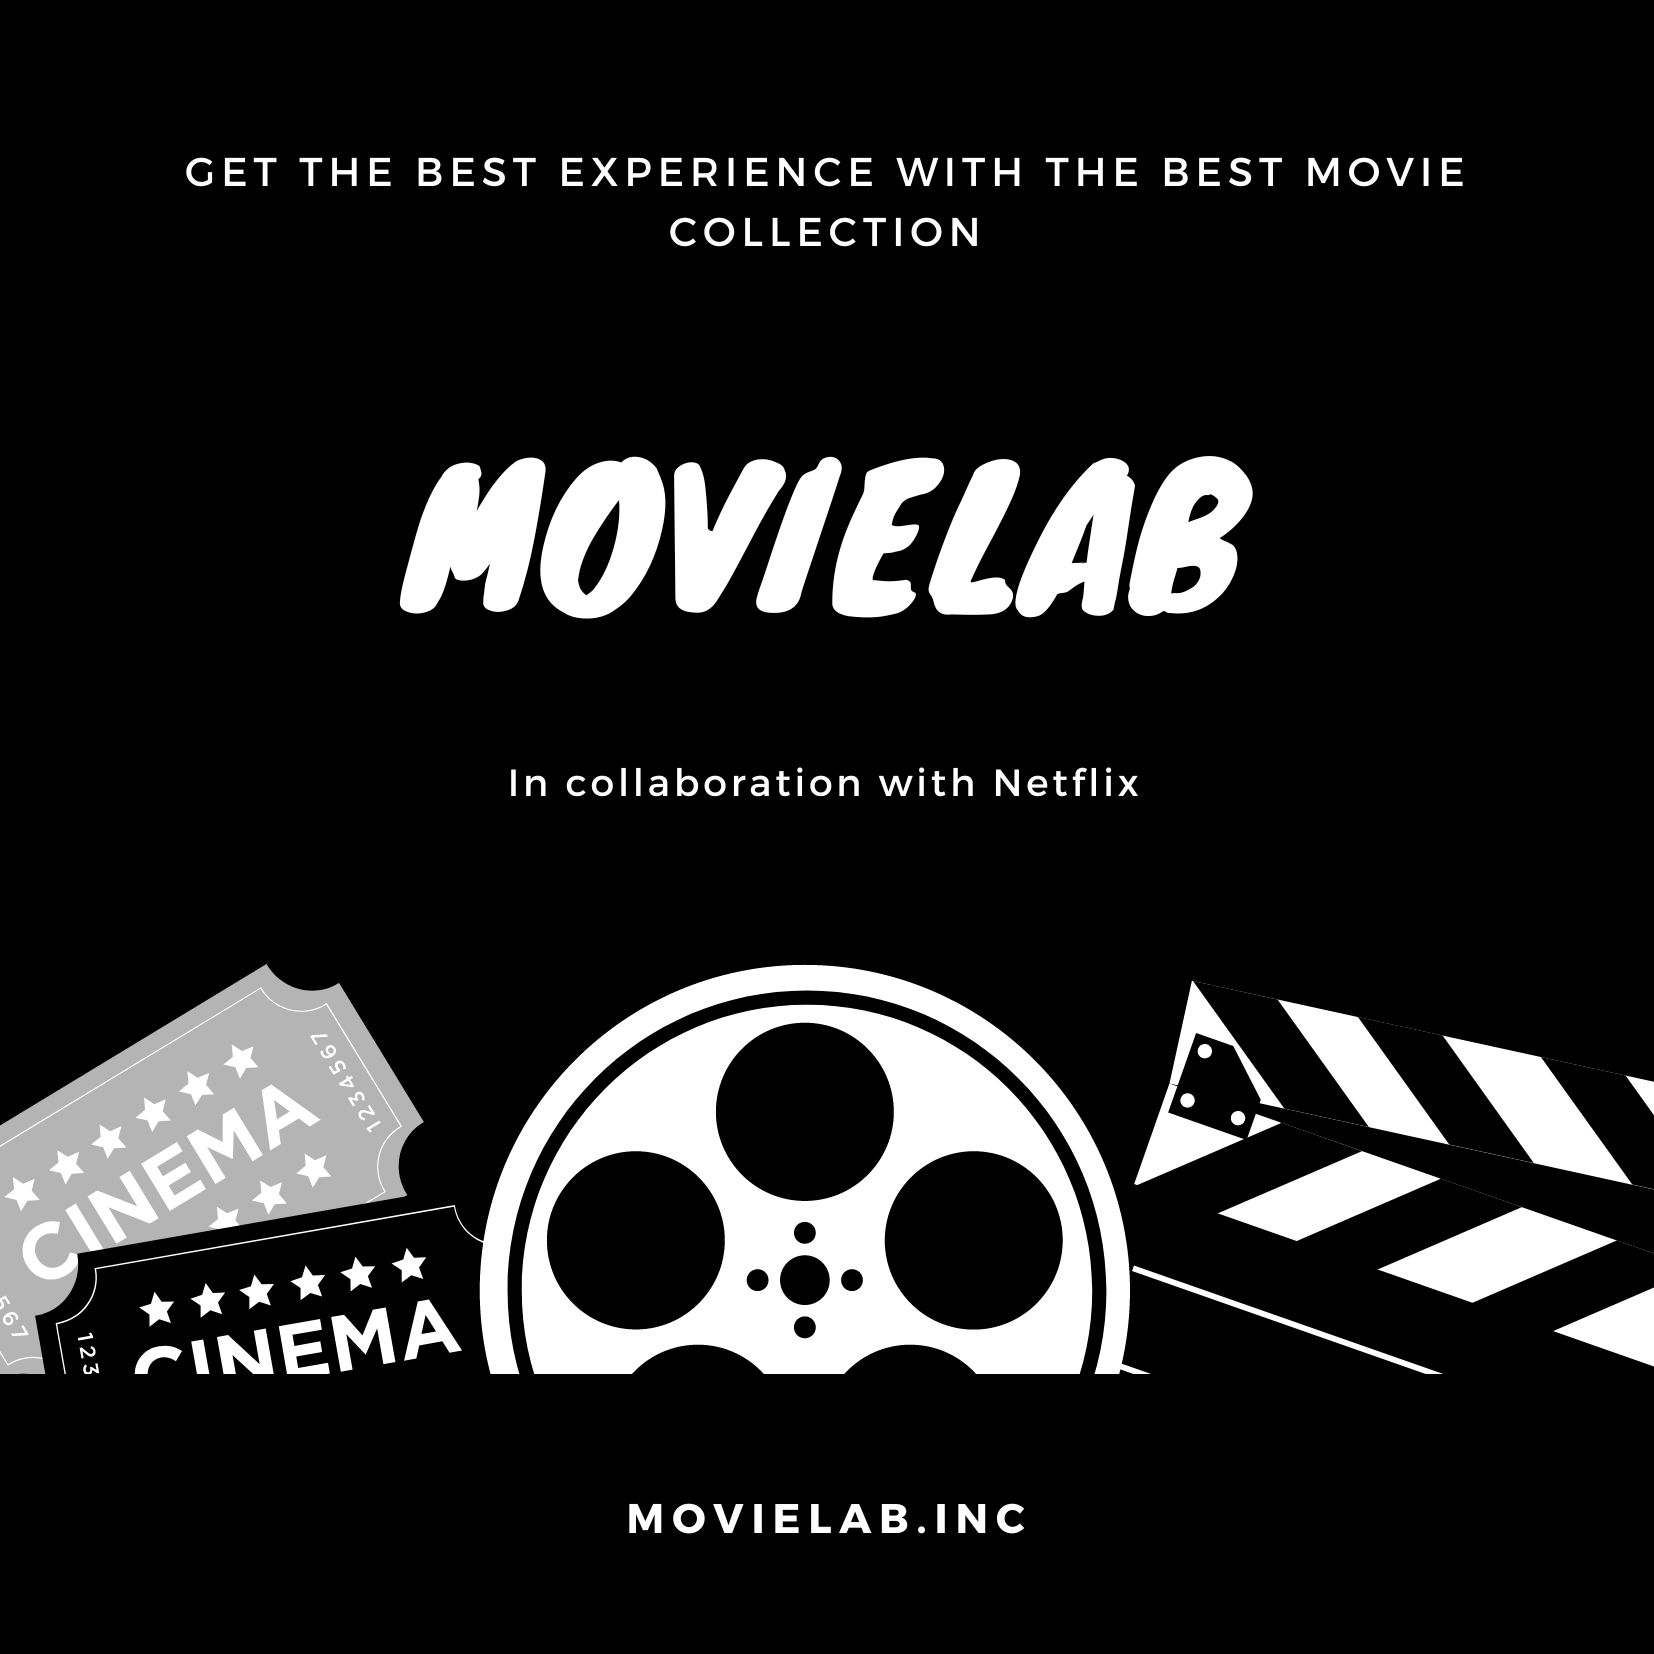 GET THE BEST EXPERIENCE WITH THE BEST MOVIE
COLLECTION
MOVIELAB
In collaboration with Netflix
1234567
CINEMA
567
123
CINEMA
MOVIELAB.INC